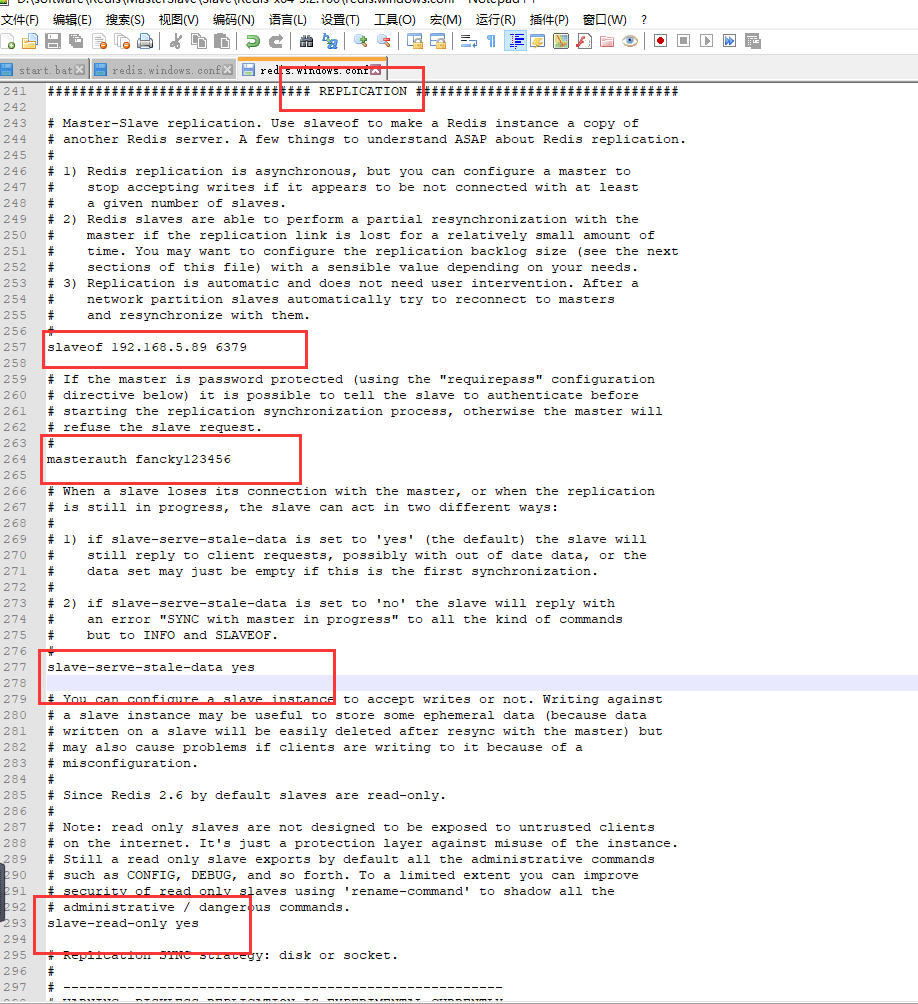 D:\software\Redis\MasterSlave\Slave\Redis-x64-3.2.100\redis.windows.conf - Notepad++
文件(F) 编辑(E) 搜索(S) 视图(V) 编码(N) 语言(L) 设置(T) 工具(O) 宏(M) 运行(R) 插件(P) 窗口(W) ?
start.bat redis.windows.conf redis.windows.conf
241 ################################# REPLICATION #################################
242
243 # Master-Slave replication. Use slaveof to make a Redis instance a copy of
244 # another Redis server. A few things to understand ASAP about Redis replication.
245 #
246 # 1) Redis replication is asynchronous, but you can configure a master to
247 #    stop accepting writes if it appears to be not connected with at least
248 #    a given number of slaves.
249 # 2) Redis slaves are able to perform a partial resynchronization with the
250 #    master if the replication link is lost for a relatively small amount of
251 #    time. You may want to configure the replication backlog size (see the next
252 #    sections of this file) with a sensible value depending on your needs.
253 # 3) Replication is automatic and does not need user intervention. After a
254 #    network partition slaves automatically try to reconnect to masters
255 #    and resynchronize with them.
256 #
257 slaveof 192.168.5.89 6379
258
259 # If the master is password protected (using the "requirepass" configuration
260 # directive below) it is possible to tell the slave to authenticate before
261 # starting the replication synchronization process, otherwise the master will
262 # refuse the slave request.
263 #
264 masterauth fancky123456
265
266 # When a slave loses its connection with the master, or when the replication
267 # is still in progress, the slave can act in two different ways:
268 #
269 # 1) if slave-serve-stale-data is set to 'yes' (the default) the slave will
270 #    still reply to client requests, possibly with out of date data, or the
271 #    data set may just be empty if this is the first synchronization.
272 #
273 # 2) if slave-serve-stale-data is set to 'no' the slave will reply with
274 #    an error "SYNC with master in progress" to all the kind of commands
275 #    but to INFO and SLAVEOF.
276 #
277 slave-serve-stale-data yes
278
279 # You can configure a slave instance to accept writes or not. Writing against
280 # a slave instance may be useful to store some ephemeral data (because data
281 # written on a slave will be easily deleted after resync with the master) but
282 # may also cause problems if clients are writing to it because of a
283 # misconfiguration.
284 #
285 # Since Redis 2.6 by default slaves are read-only.
286 #
287 # Note: read only slaves are not designed to be exposed to untrusted clients
288 # on the internet. It's just a protection layer against misuse of the instance.
289 # Still a read only slave exports by default all the administrative commands
290 # such as CONFIG, DEBUG, and so forth. To a limited extent you can improve
291 # security of read only slaves using 'rename-command' to shadow all the
292 # administrative / dangerous commands.
293 slave-read-only yes
294
295 # Replication SYNC strategy: disk or socket.
296 #
297 # -------------------------------------------------------
298 # WARNING: DISKLESS REPLICATION IS EXPERIMENTAL CURRENTLY